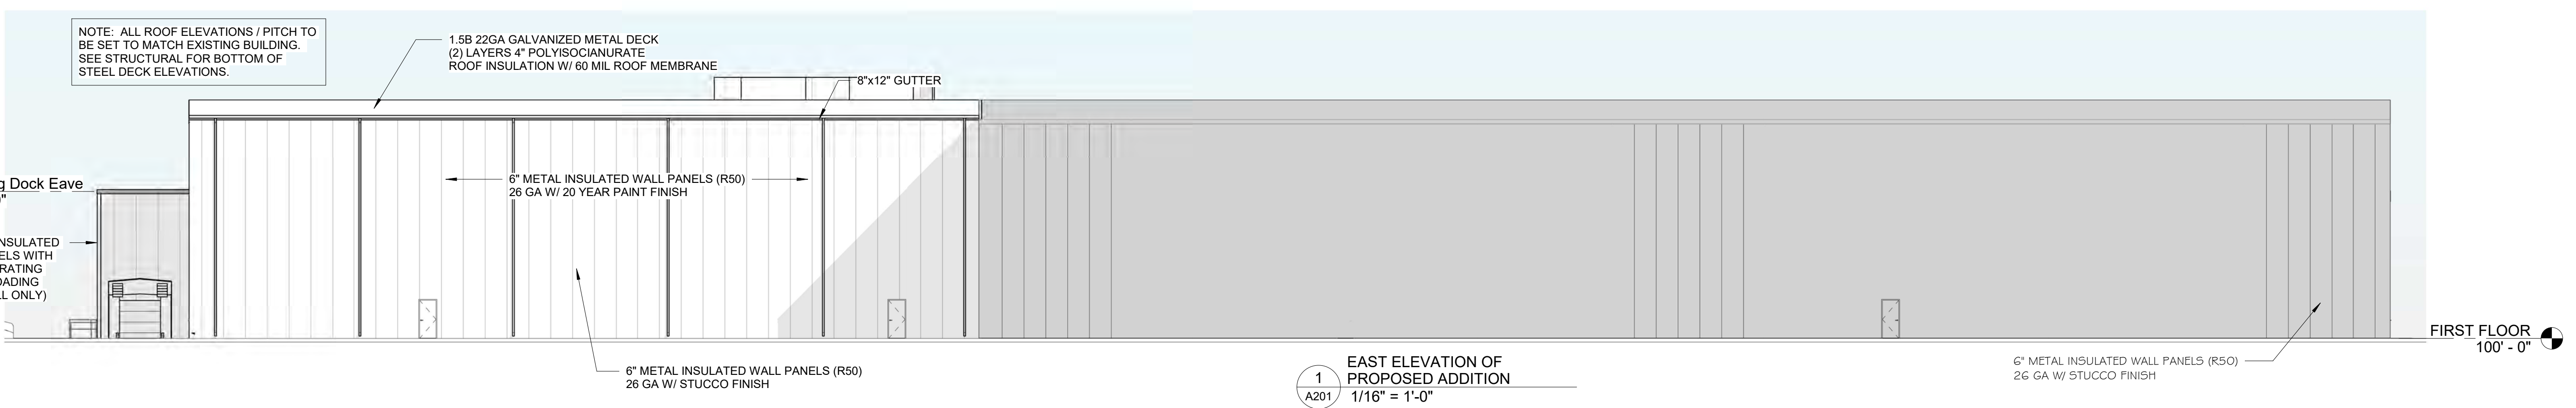 NOTE: ALL ROOF ELEVATIONS / PITCH TO
BE SET TO MATCH EXISTING BUILDING.
SEE STRUCTURAL FOR BOTTOM OF
STEEL DECK ELEVATIONS.
1.5B 22GA GALVANIZED METAL DECK
(2) LAYERS 4" POLYISOCIANURATE
ROOF INSULATION W/ 60 MIL ROOF MEMBRANE
8"x12" GUTTER
Dock Eave
6" METAL INSULATED WALL PANELS (R50)
26 GA W/ 20 YEAR PAINT FINISH
NSULATED
ELS WITH
RATING
OADING
LL ONLY)
6" METAL INSULATED WALL PANELS (R50)
26 GA W/ STUCCO FINISH
1
A201
EAST ELEVATION OF
PROPOSED ADDITION
1/16" = 1'-0"
6" METAL INSULATED WALL PANELS (R50)
26 GA W/ STUCCO FINISH
FIRST FLOOR
100' - 0"